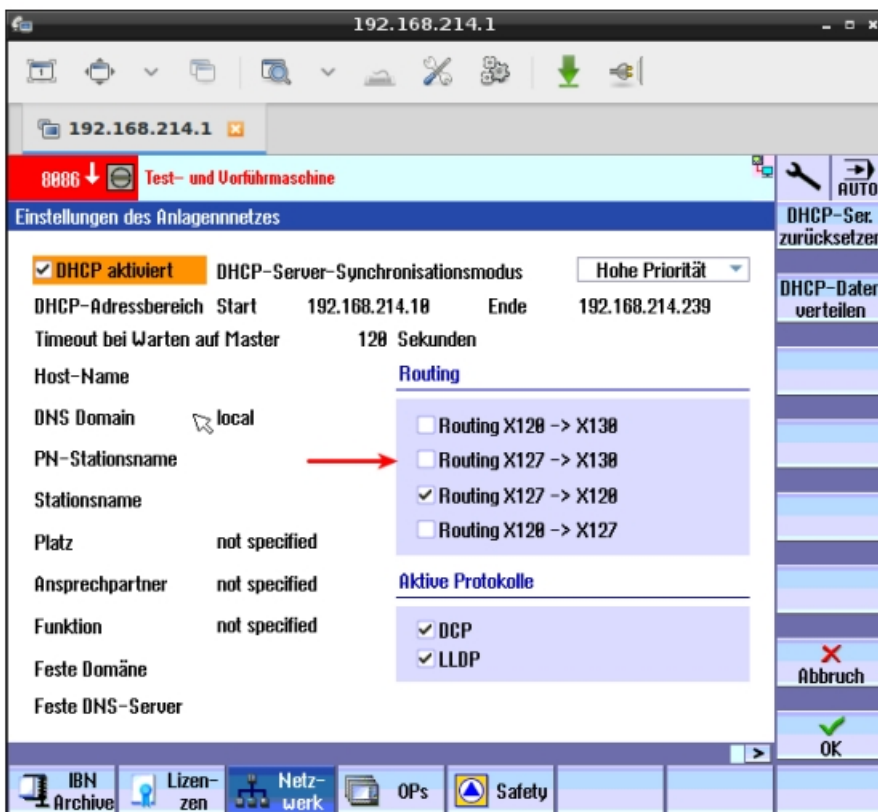 192.168.214.1
192.168.214.1
8086 Test- und Vorführmaschine
AUTO
Einstellungen des Anlagennnetzes
DHCP-Ser. zurücksetzen
DHCP aktiviert DHCP-Server-Synchronisationsmodus Hohe Priorität
DHCP-Adressbereich Start 192.168.214.10 Ende 192.168.214.239
DHCP-Daten verteilen
Timeout bei Warten auf Master 120 Sekunden
Host-Name
DNS Domain local
PN-Stationsname
Stationsname
Platz not specified
Ansprechpartner not specified
Funktion not specified
Feste Domäne
Feste DNS-Server
Routing
Routing X120 -> X130
Routing X127 -> X130
Routing X127 -> X120
Routing X120 -> X127
Aktive Protokolle
DCP
LLDP
Abbruch
OK
IBN Archive
Lizen- zen
Netz- werk
OPs
Safety